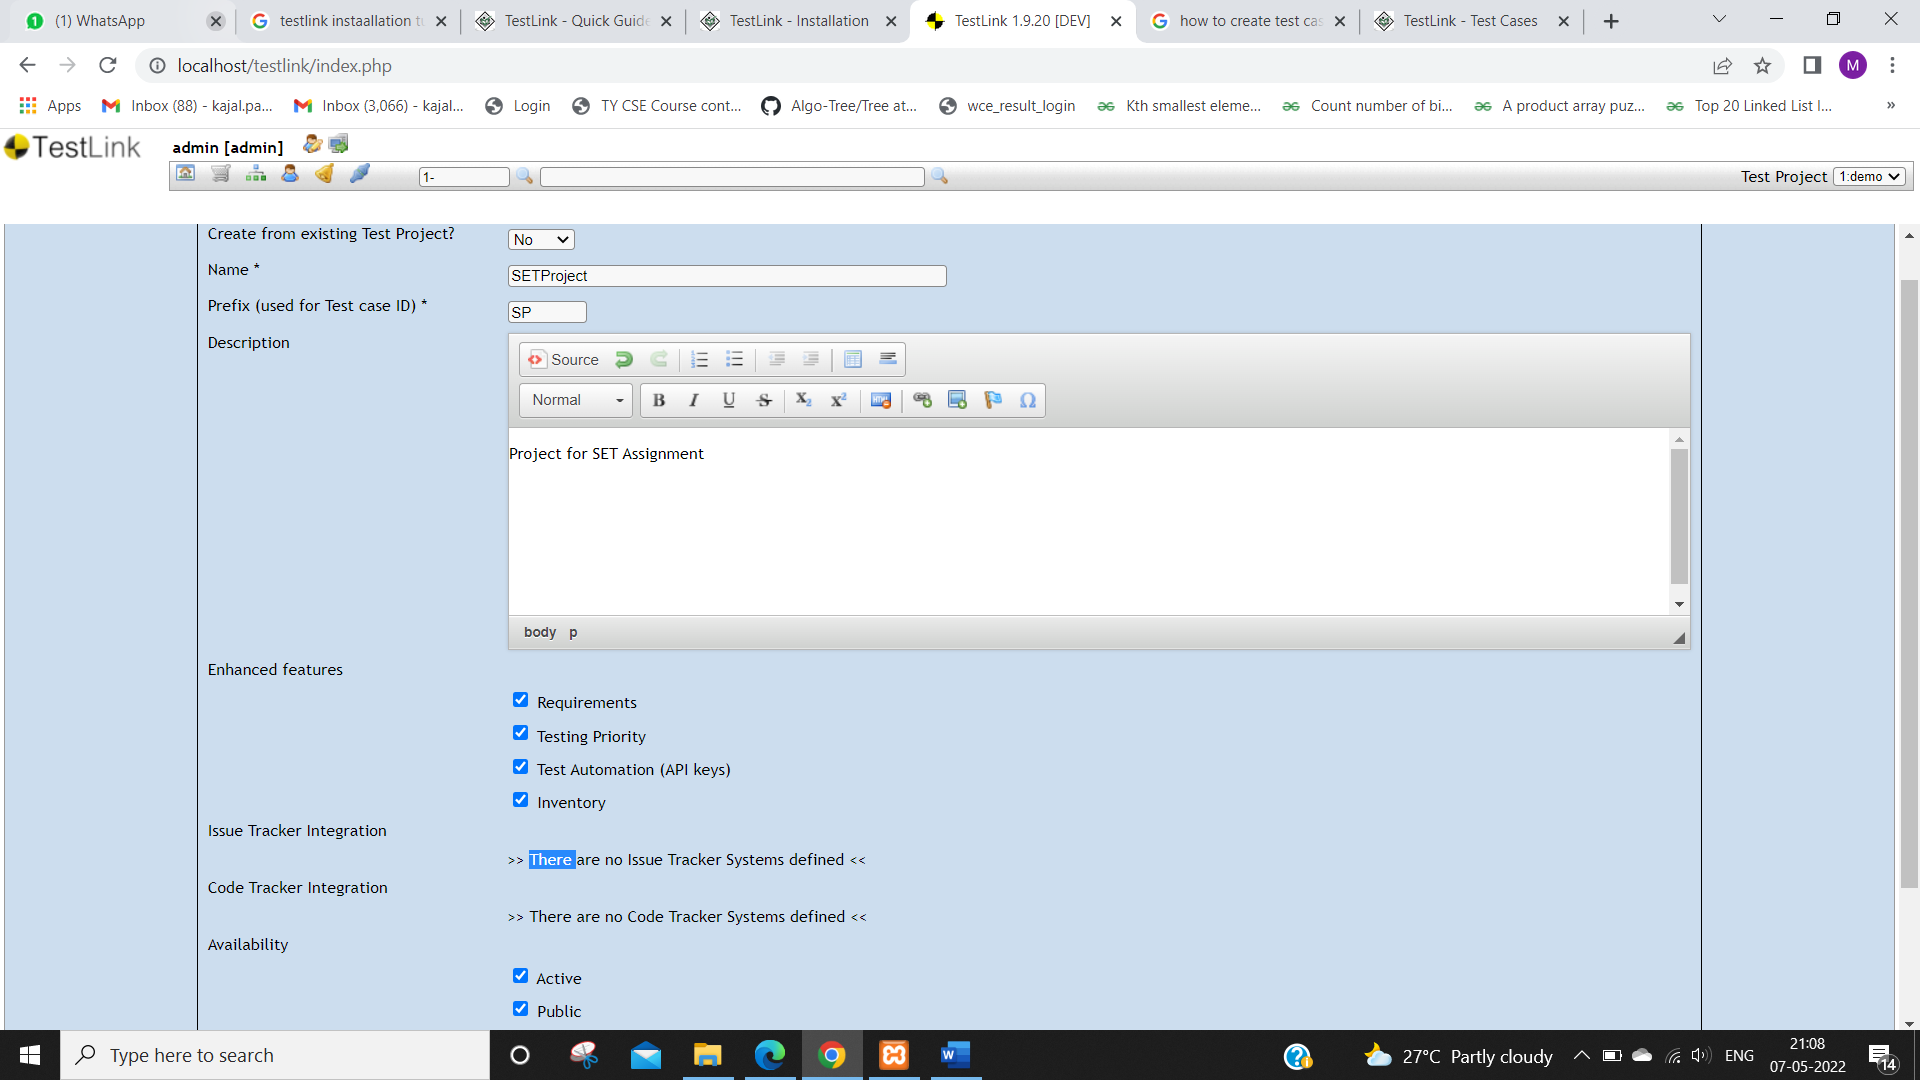 (1) WhatsApp
testlink instaallation tu
TestLink - Quick Guide
TestLink - Installation
TestLink 1.9.20 [DEV]
how to create test cas
TestLink - Test Cases
localhost/testlink/index.php
M
Apps
Inbox (88) - kajal.pa...
Inbox (3,066) - kajal...
Login
TY CSE Course cont...
Algo-Tree/Tree at...
wce_result_login
Kth smallest eleme...
Count number of bi...
A product array puz...
Top 20 Linked List I...
»
TestLink
admin [admin]
1-
Test Project
1:demo
Create from existing Test Project?
No
Name *
SETProject
Prefix (used for Test case ID) *
SP
Description
Source
Normal
B I U S X2 X2
Ω
Project for SET Assignment
body p
Enhanced features
Requirements
Testing Priority
Test Automation (API keys)
Inventory
Issue Tracker Integration
>> There are no Issue Tracker Systems defined <<
Code Tracker Integration
>> There are no Code Tracker Systems defined <<
Availability
Active
Public
Type here to search
27°C Partly cloudy
ENG
21:08
07-05-2022
14